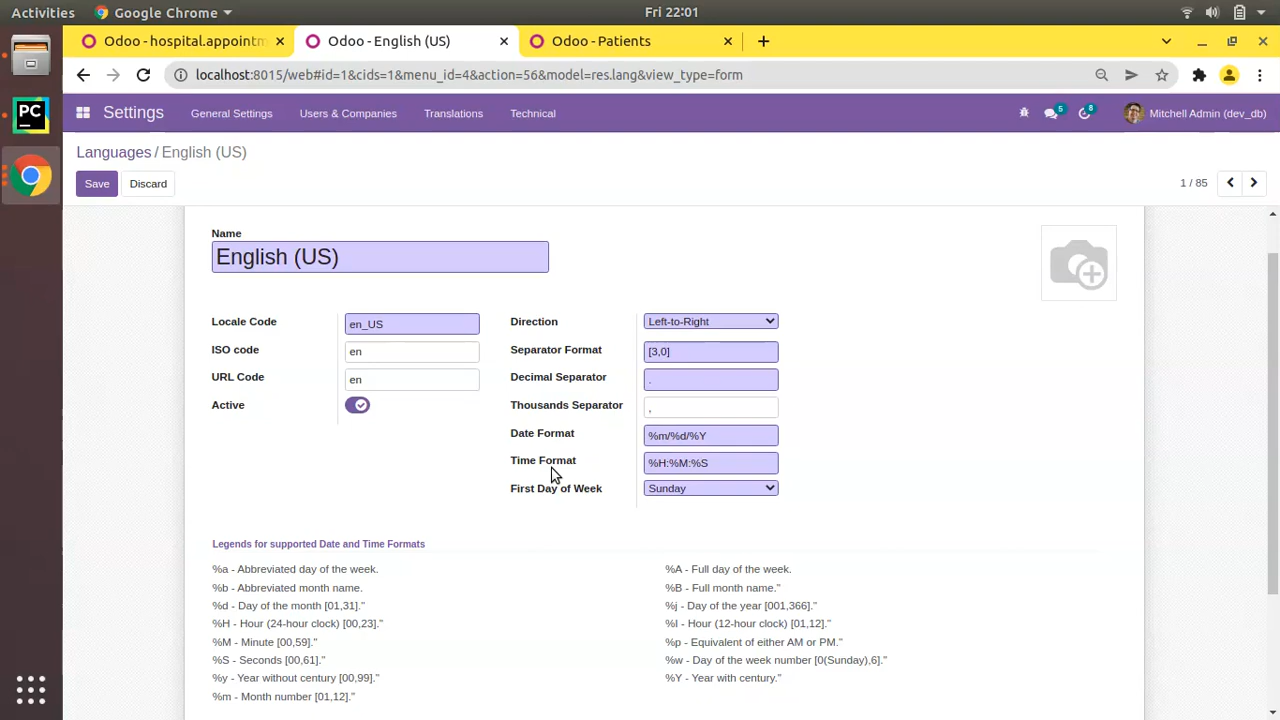 Activities Google Chrome Fri 22:01
Odoo - hospital.appointm Odoo - English (US) Odoo - Patients
localhost:8015/web#id=1&cids=1&menu_id=4&action=56&model=res.lang&view_type=form
Settings General Settings Users & Companies Translations Technical 5 8 Mitchell Admin (dev_db)
Languages / English (US)
Save Discard 1 / 85
Name
English (US)
Locale Code en_US Direction Left-to-Right
ISO code en Separator Format [3,0]
URL Code en Decimal Separator .
Active Thousands Separator ,
Date Format %m/%d/%Y
Time Format %H:%M:%S
First Day of Week Sunday
Legends for supported Date and Time Formats
%a - Abbreviated day of the week. %A - Full day of the week.
%b - Abbreviated month name. %B - Full month name."
%d - Day of the month [01,31]." %j - Day of the year [001,366]."
%H - Hour (24-hour clock) [00,23]." %I - Hour (12-hour clock) [01,12]."
%M - Minute [00,59]." %p - Equivalent of either AM or PM."
%S - Seconds [00,61]." %w - Day of the week number [0(Sunday),6]."
%y - Year without century [00,99]." %Y - Year with century."
%m - Month number [01,12]."
PC